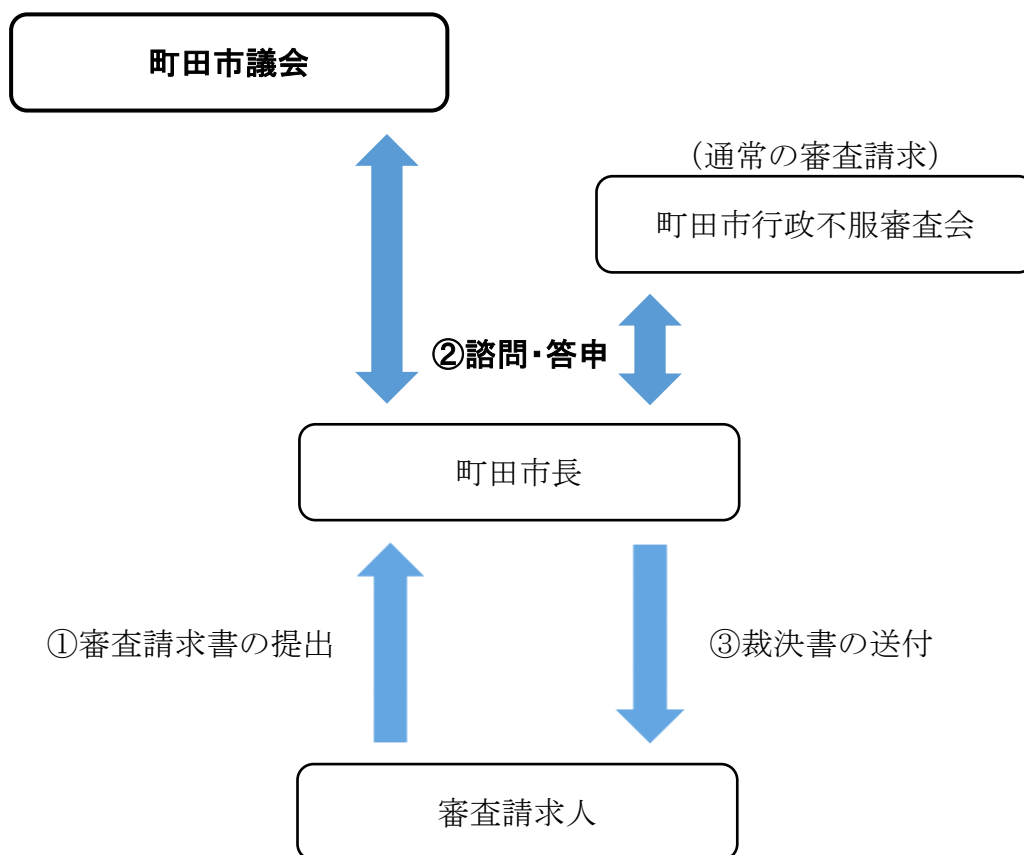 町田市議会
(通常の審査請求)
町田市行政不服審査会
②諮問・答申
町田市長
①審査請求書の提出
③裁決書の送付
審査請求人